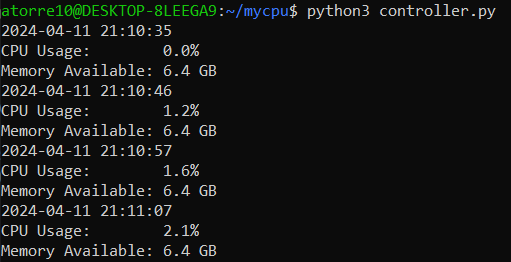 atorre10@DESKTOP-8LEEGA9:~/mycpu$ python3 controller.py
2024-04-11 21:10:35
CPU Usage:        0.0%
Memory Available: 6.4 GB
2024-04-11 21:10:46
CPU Usage:        1.2%
Memory Available: 6.4 GB
2024-04-11 21:10:57
CPU Usage:        1.6%
Memory Available: 6.4 GB
2024-04-11 21:11:07
CPU Usage:        2.1%
Memory Available: 6.4 GB